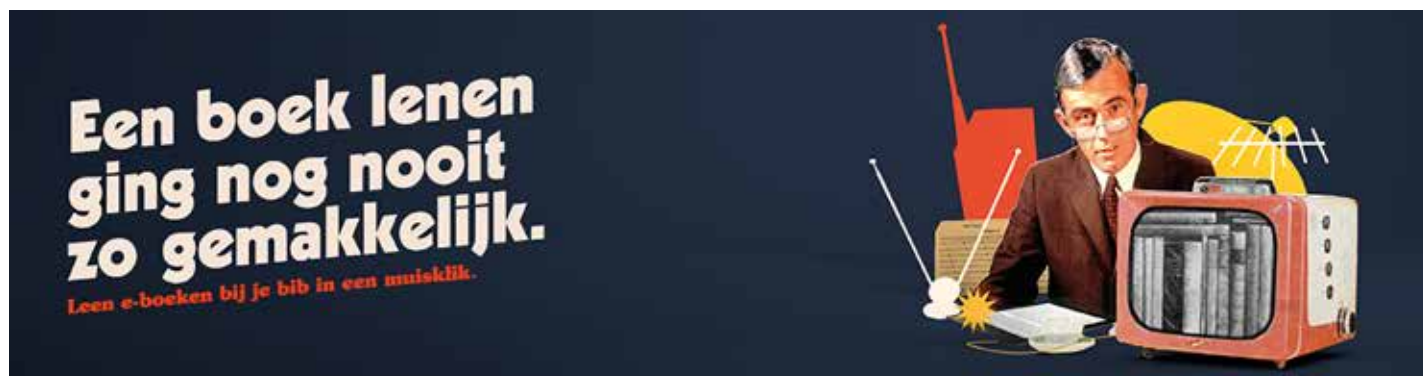 Een boek lenen
ging nog nooit
zo gemakkelijk.
Leen e-boeken bij je bib in een muisklik.